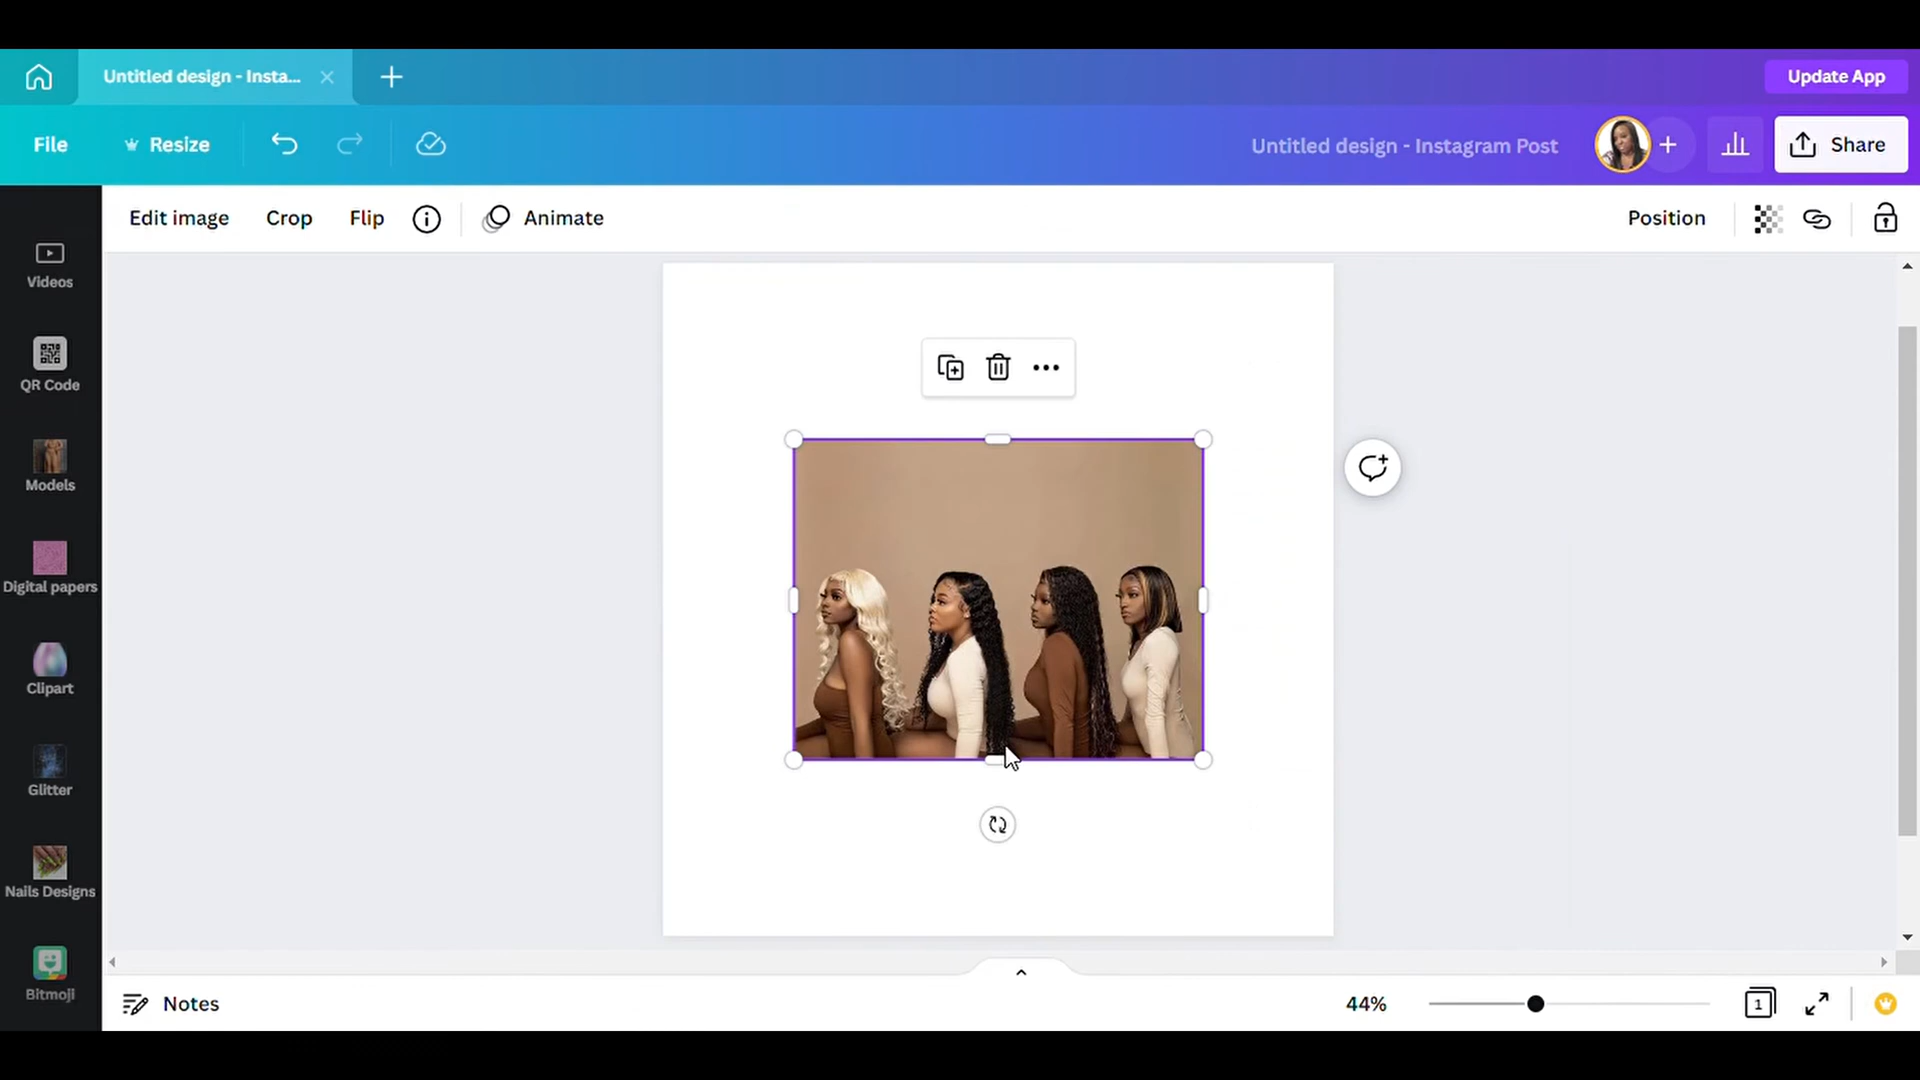 Untitled design - Insta...
Update App
File
Resize
Untitled design - Instagram Post
Share
Edit image
Crop
Flip
Animate
Position
Videos
QR Code
Models
Digital papers
Clipart
Glitter
Nails Designs
Bitmoji
Notes
44%
1